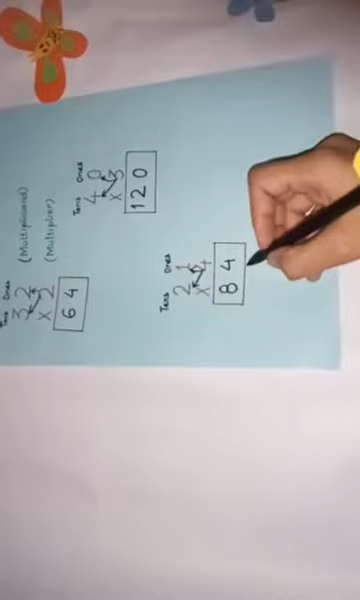 Tens Ones
3 2 (Multiplicand)
x 2 (Multiplier)
6 4
Tens Ones
4 0
x 3
1 2 0
Tens Ones
2 1
x 4
8 4